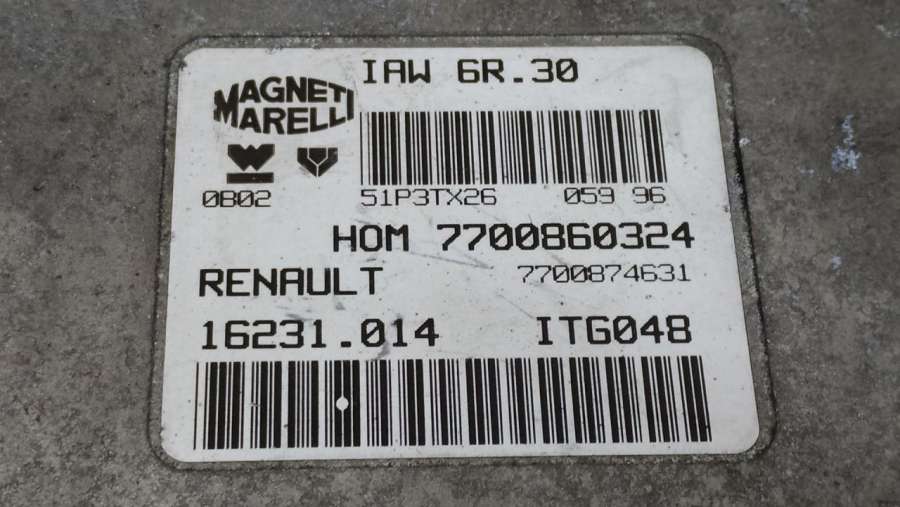 IAW 6R.30
MAGNETI
MARELLI
0B02
51P3TX26 059 96
HOM 7700860324
RENAULT 7700874631
16231.014 ITG048